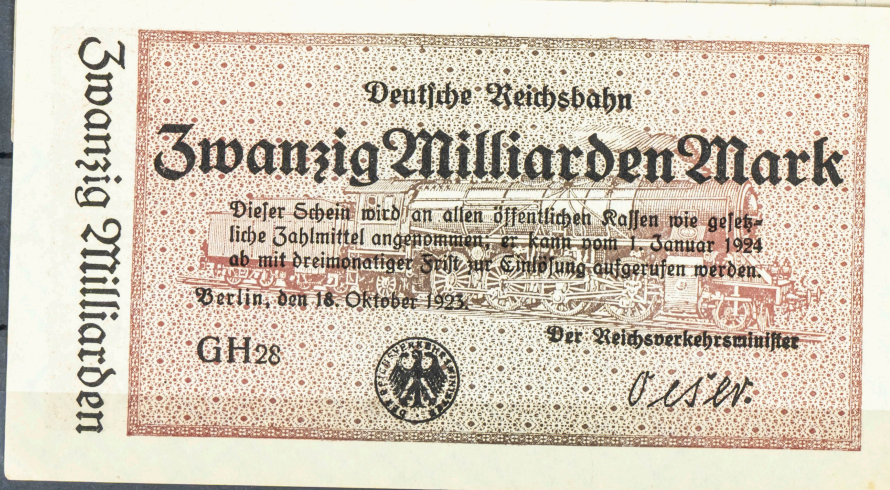 Zwanzig Milliarden
Deutsche Reichsbahn
Zwanzig Milliarden Mark
Dieser Schein wird an allen öffentlichen Kassen wie gesetz-
liche Zahlmittel angenommen, er kann vom 1. Januar 1924
ab mit dreimonatiger Frist zur Einlösung aufgerufen werden.
Berlin, den 18. Oktober 1923.
Der Reichsverkehrsminister
GH28
Oeser.